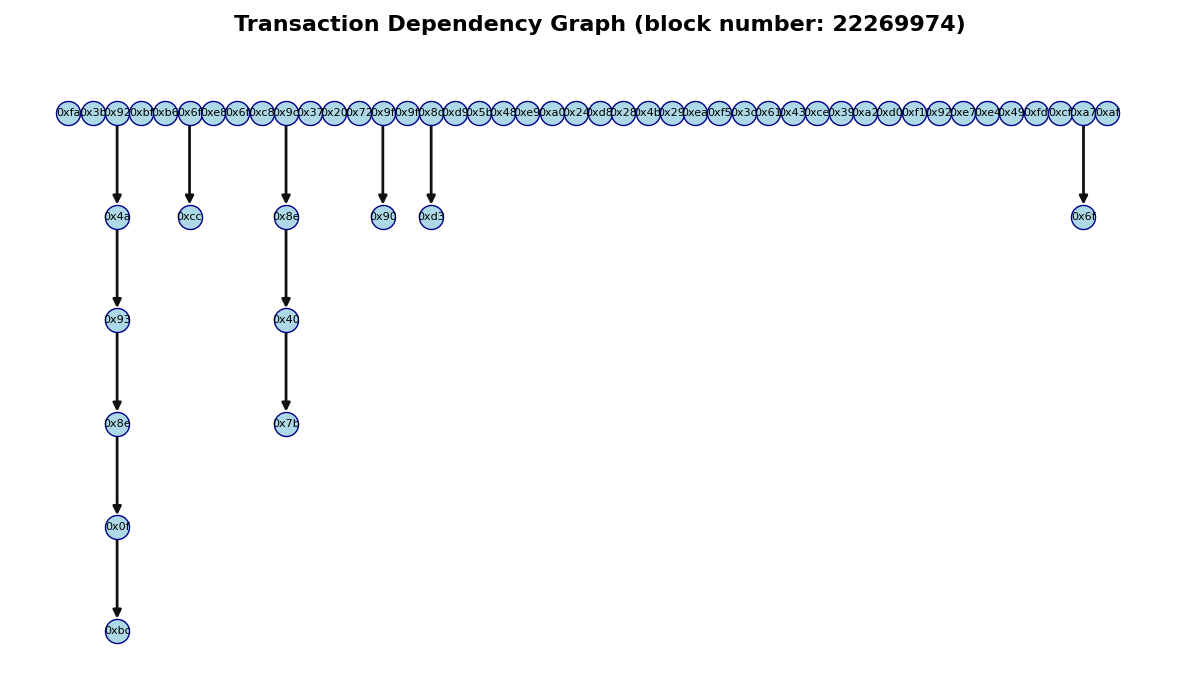 Transaction Dependency Graph (block number: 22269974)
0xfa 0x3b 0x92 0xbf 0xb6 0x6f 0xe8 0x6f 0xc8 0x9c 0x37 0x20 0x72 0x9f 0x9f 0x8c 0xd9 0x5b 0x48 0xe9 0xa0 0x24 0xd8 0x28 0x4b 0x29 0xea 0xf5 0x3c 0x61 0x43 0xce 0x39 0xa2 0xd0 0xf1 0x92 0xe7 0xe4 0x49 0xfd 0xcf 0xa7 0xaf
0x4a 0xcc 0x8e 0x90 0xd3 0x6f
0x93 0x40
0x8e 0x7b
0x0f
0xbc